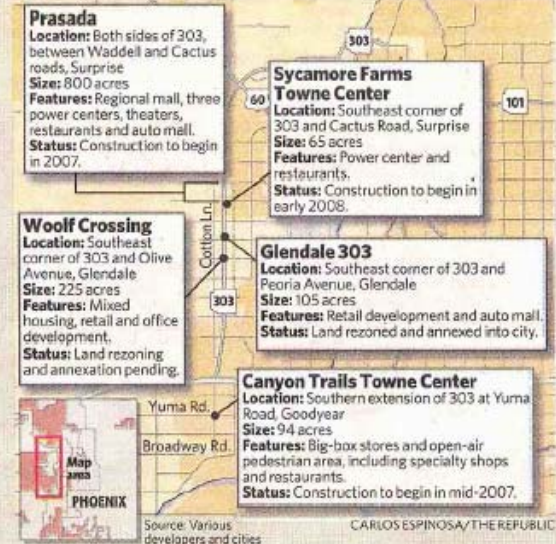 Prasada
Location: Both sides of 303,
between Waddell and Cactus
roads, Surprise
Size: 800 acres
Features: Regional mall, three
power centers, theaters,
restaurants and auto mall.
Status: Construction to begin
in 2007.
303
60
101
Sycamore Farms
Towne Center
Location: Southeast corner of
303 and Cactus Road, Surprise
Size: 65 acres
Features: Power center and
restaurants.
Status: Construction to begin in
early 2008.
Cotton Ln.
Woolf Crossing
Location: Southeast
corner of 303 and Olive
Avenue, Glendale
Size: 225 acres
Features: Mixed
housing, retail and office
development.
Status: Land rezoning
and annexation pending.
Glendale 303
Location: Southeast corner of 303 and
Peoria Avenue, Glendale
Size: 105 acres
Features: Retail development and auto mall.
Status: Land rezoned and annexed into city.
303
Canyon Trails Towne Center
Location: Southern extension of 303 at Yuma
Road, Goodyear
Size: 94 acres
Features: Big-box stores and open-air
pedestrian area, including specialty shops
and restaurants.
Status: Construction to begin in mid-2007.
Yuma Rd.
Broadway Rd.
Map
area
PHOENIX
Source: Various
developers and cities
CARLOS ESPINOSA/THE REPUBLIC